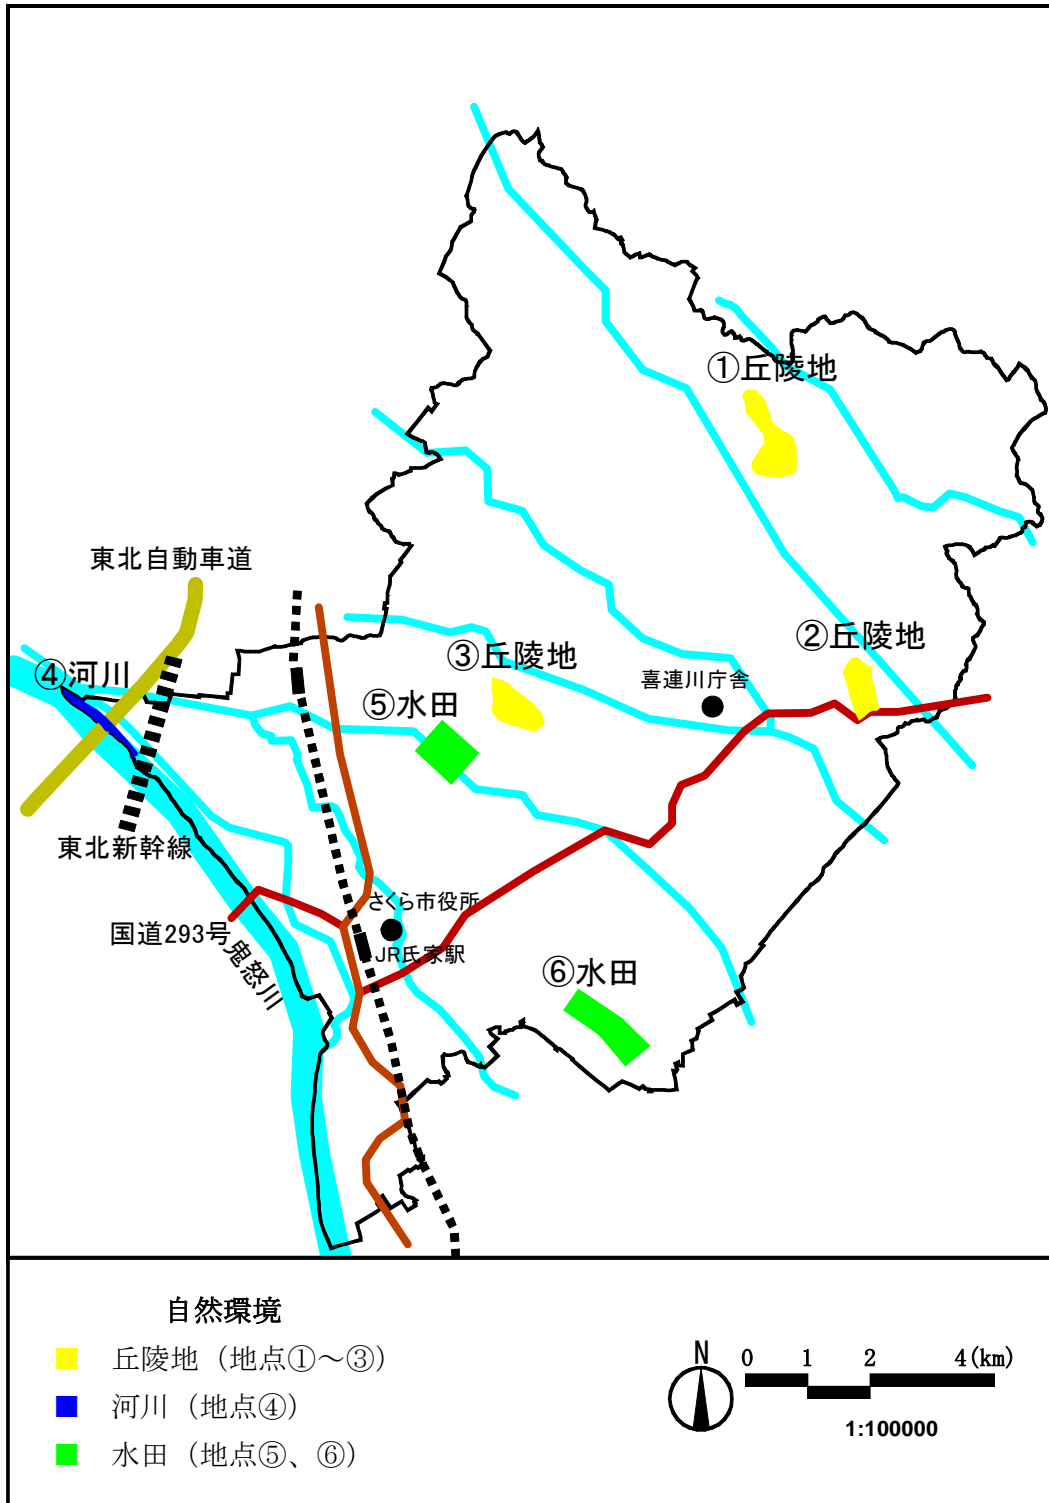 ①丘陵地
東北自動車道
②丘陵地
③丘陵地
④河川
喜連川庁舎
⑤水田
東北新幹線
さくら市役所
国道293号
JR氏家駅
鬼怒川
⑥水田
自然環境
丘陵地（地点①～③）
河川（地点④）
水田（地点⑤、⑥）
N
0 1 2 4(km)
1:100000